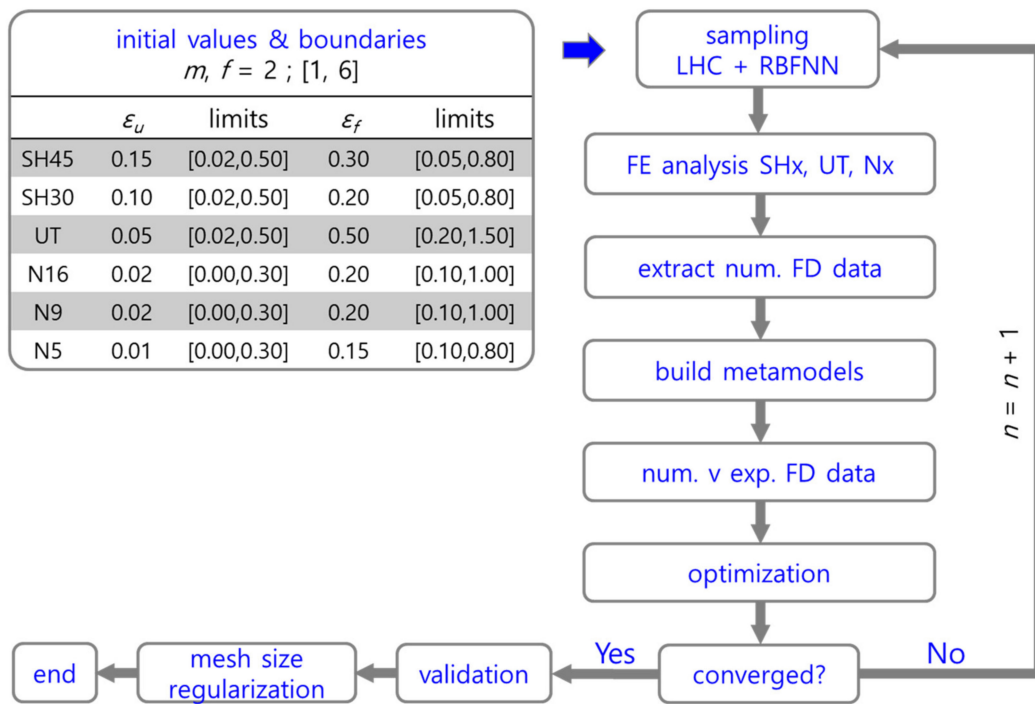 initial values & boundaries
m, f = 2 ; [1, 6]
εu limits εf limits
SH45 0.15 [0.02,0.50] 0.30 [0.05,0.80]
SH30 0.10 [0.02,0.50] 0.20 [0.05,0.80]
UT 0.05 [0.02,0.50] 0.50 [0.20,1.50]
N16 0.02 [0.00,0.30] 0.20 [0.10,1.00]
N9 0.02 [0.00,0.30] 0.20 [0.10,1.00]
N5 0.01 [0.00,0.30] 0.15 [0.10,0.80]
sampling
LHC + RBFNN
FE analysis SHx, UT, Nx
extract num. FD data
build metamodels
num. v exp. FD data
optimization
converged?
No
n = n + 1
Yes
validation
mesh size
regularization
end